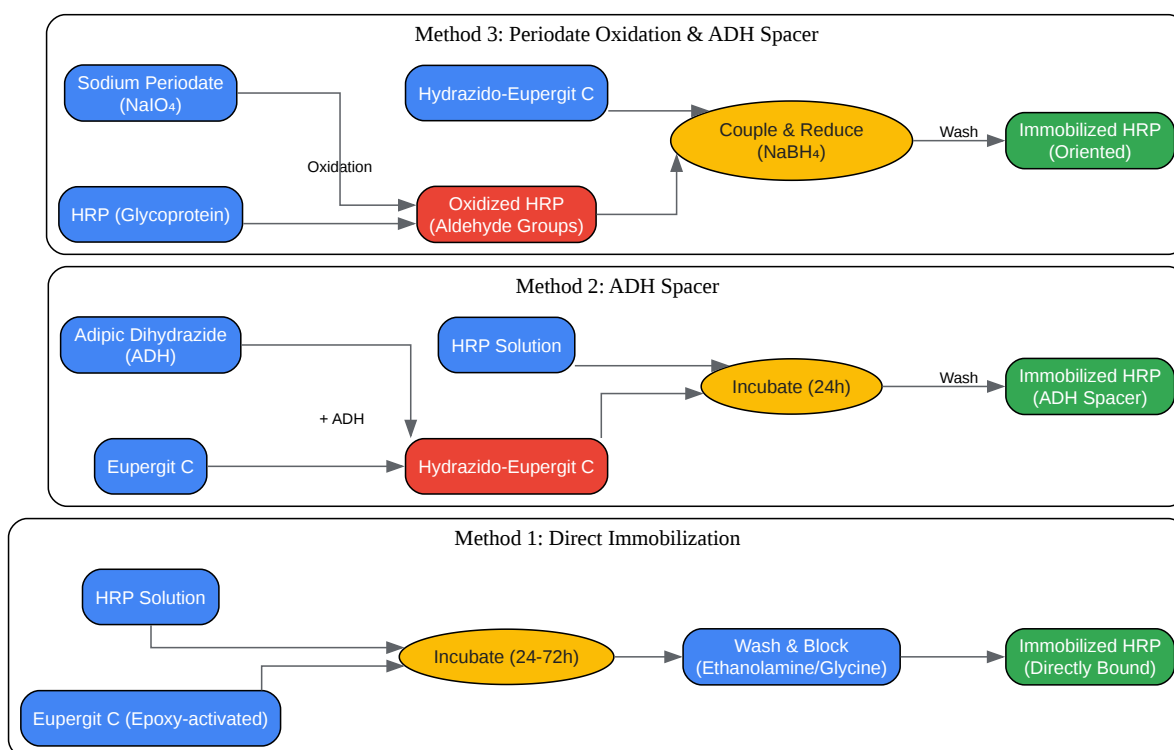 Method 3: Periodate Oxidation & ADH Spacer
Sodium Periodate
(NaIO₄)
Hydrazido-Eupergit C
Couple & Reduce
(NaBH₄)
Wash
Immobilized HRP
(Oriented)
Oxidation
HRP (Glycoprotein)
Oxidized HRP
(Aldehyde Groups)
Method 2: ADH Spacer
Adipic Dihydrazide
(ADH)
HRP Solution
Incubate (24h)
Wash
Immobilized HRP
(ADH Spacer)
+ ADH
Eupergit C
Hydrazido-Eupergit C
Method 1: Direct Immobilization
HRP Solution
Incubate (24-72h)
Wash & Block
(Ethanolamine/Glycine)
Immobilized HRP
(Directly Bound)
Eupergit C (Epoxy-activated)